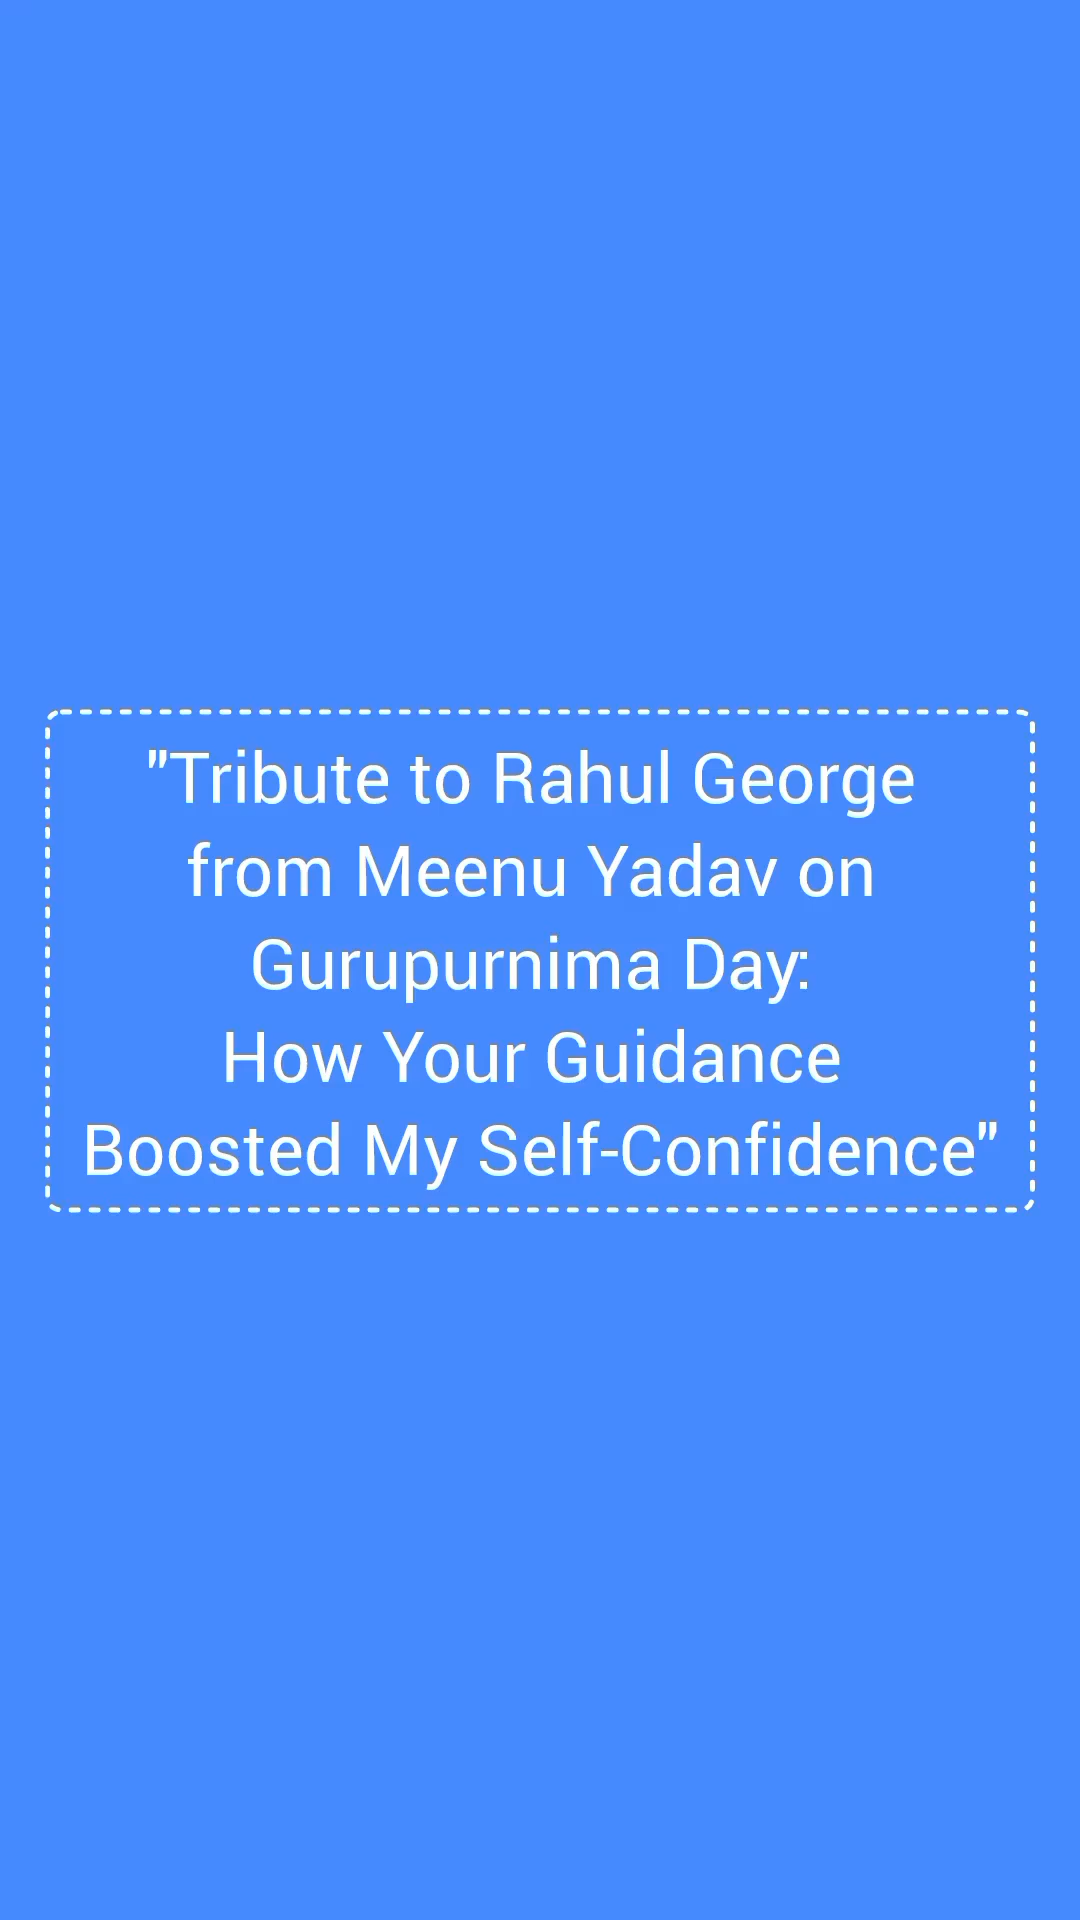 "Tribute to Rahul George
from Meenu Yadav on
Gurupurnima Day:
How Your Guidance
Boosted My Self-Confidence"